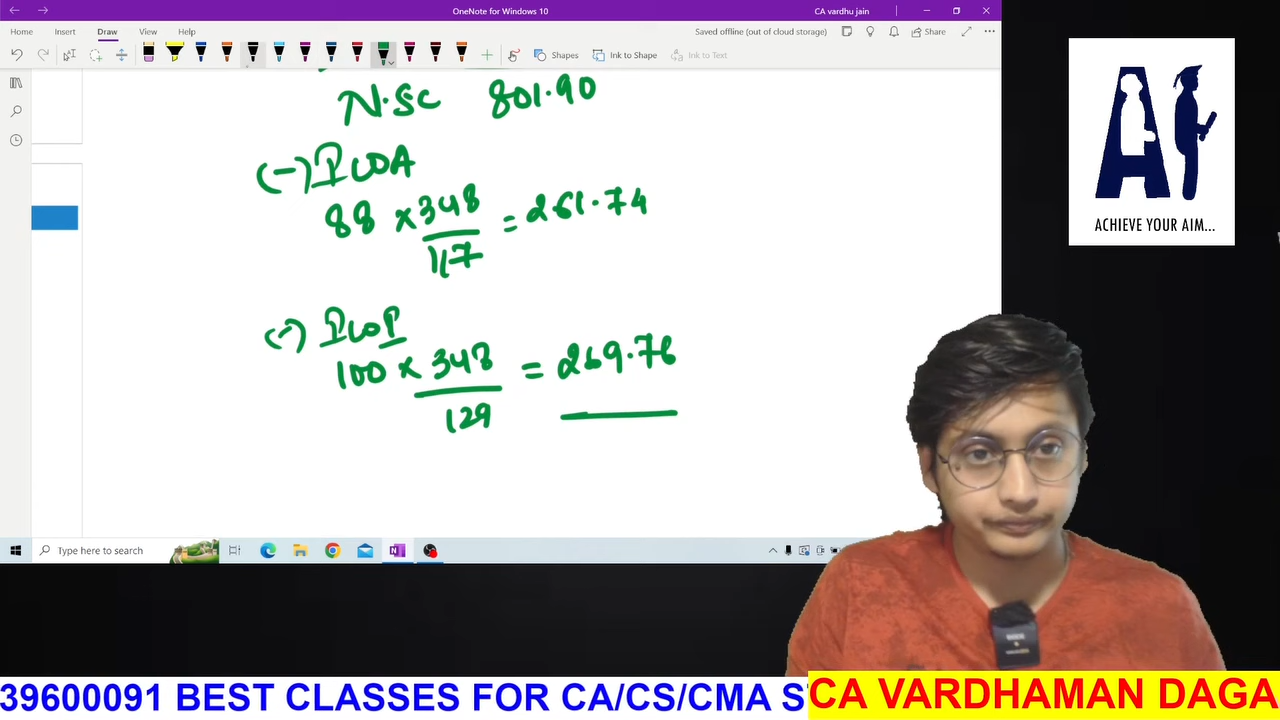 OneNote for Windows 10
CA vardhu jain
Home Insert Draw View Help
Saved offline (out of cloud storage)
Share
Shapes
Ink to Shape
Ink to Text
N.SC 801.90
(-) ICOA
88 × 348 = 261.74
117
(-) ICOI
100 × 348 = 269.76
129
ACHIEVE YOUR AIM...
Type here to search
39600091 BEST CLASSES FOR CA/CS/CMA S
CA VARDHAMAN DAGA